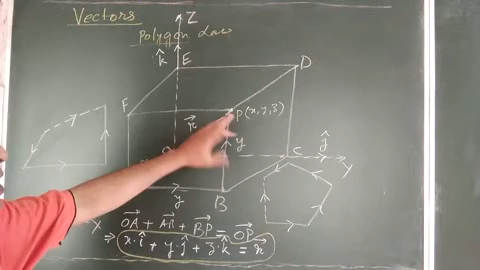 Vectors
Polygon Law
Z
k̂
E
D
F
r⃗
P(x,y,z)
y
C
ĵ
Y
y
B
X
OA⃗ + AB⃗ + BP⃗ = OP⃗
⇒ x·î + y·ĵ + z·k̂ = r⃗